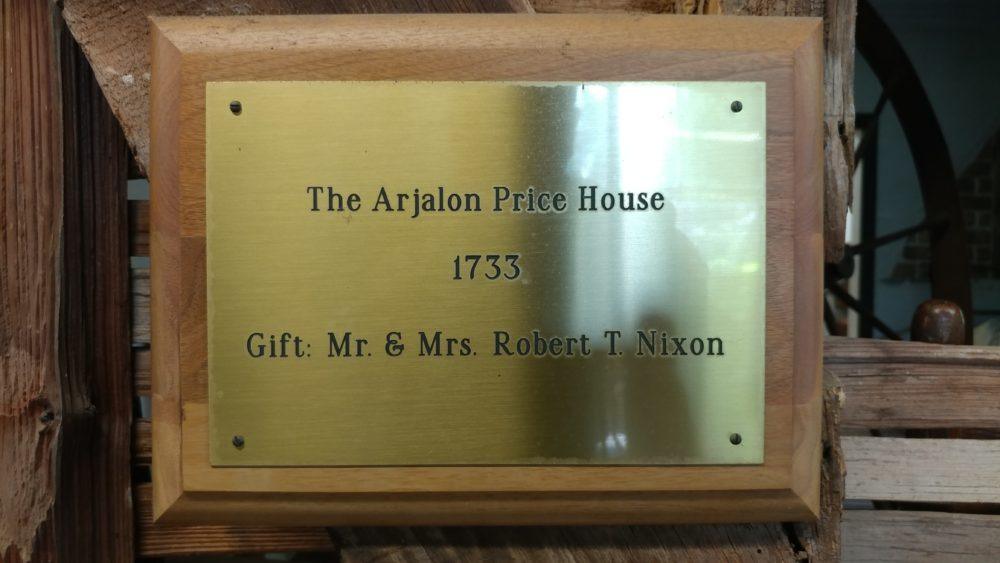 The Arjalon Price House
1733
Gift: Mr. & Mrs. Robert T. Nixon